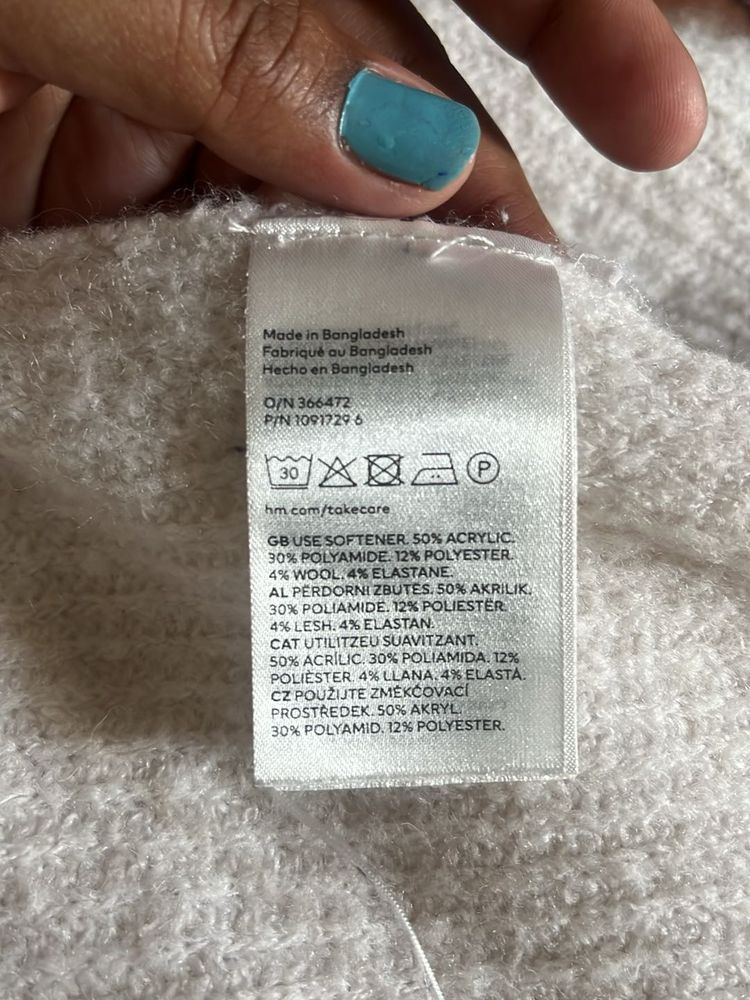 Made in Bangladesh
Fabriqué au Bangladesh
Hecho en Bangladesh
O/N 366472
P/N 1091729 6
30 P
hm.com/takecare
GB USE SOFTENER. 50% ACRYLIC.
30% POLYAMIDE. 12% POLYESTER.
4% WOOL. 4% ELASTANE.
AL PËRDORNI ZBUTËS. 50% AKRILIK.
30% POLIAMIDE. 12% POLIESTËR.
4% LESH. 4% ELASTAN.
CAT UTILITZEU SUAVITZANT.
50% ACRÍLIC. 30% POLIAMIDA. 12%
POLIÈSTER. 4% LLANA. 4% ELASTÀ.
CZ POUŽIJTE ZMĚKČOVACÍ
PROSTŘEDEK. 50% AKRYL.
30% POLYAMID. 12% POLYESTER.